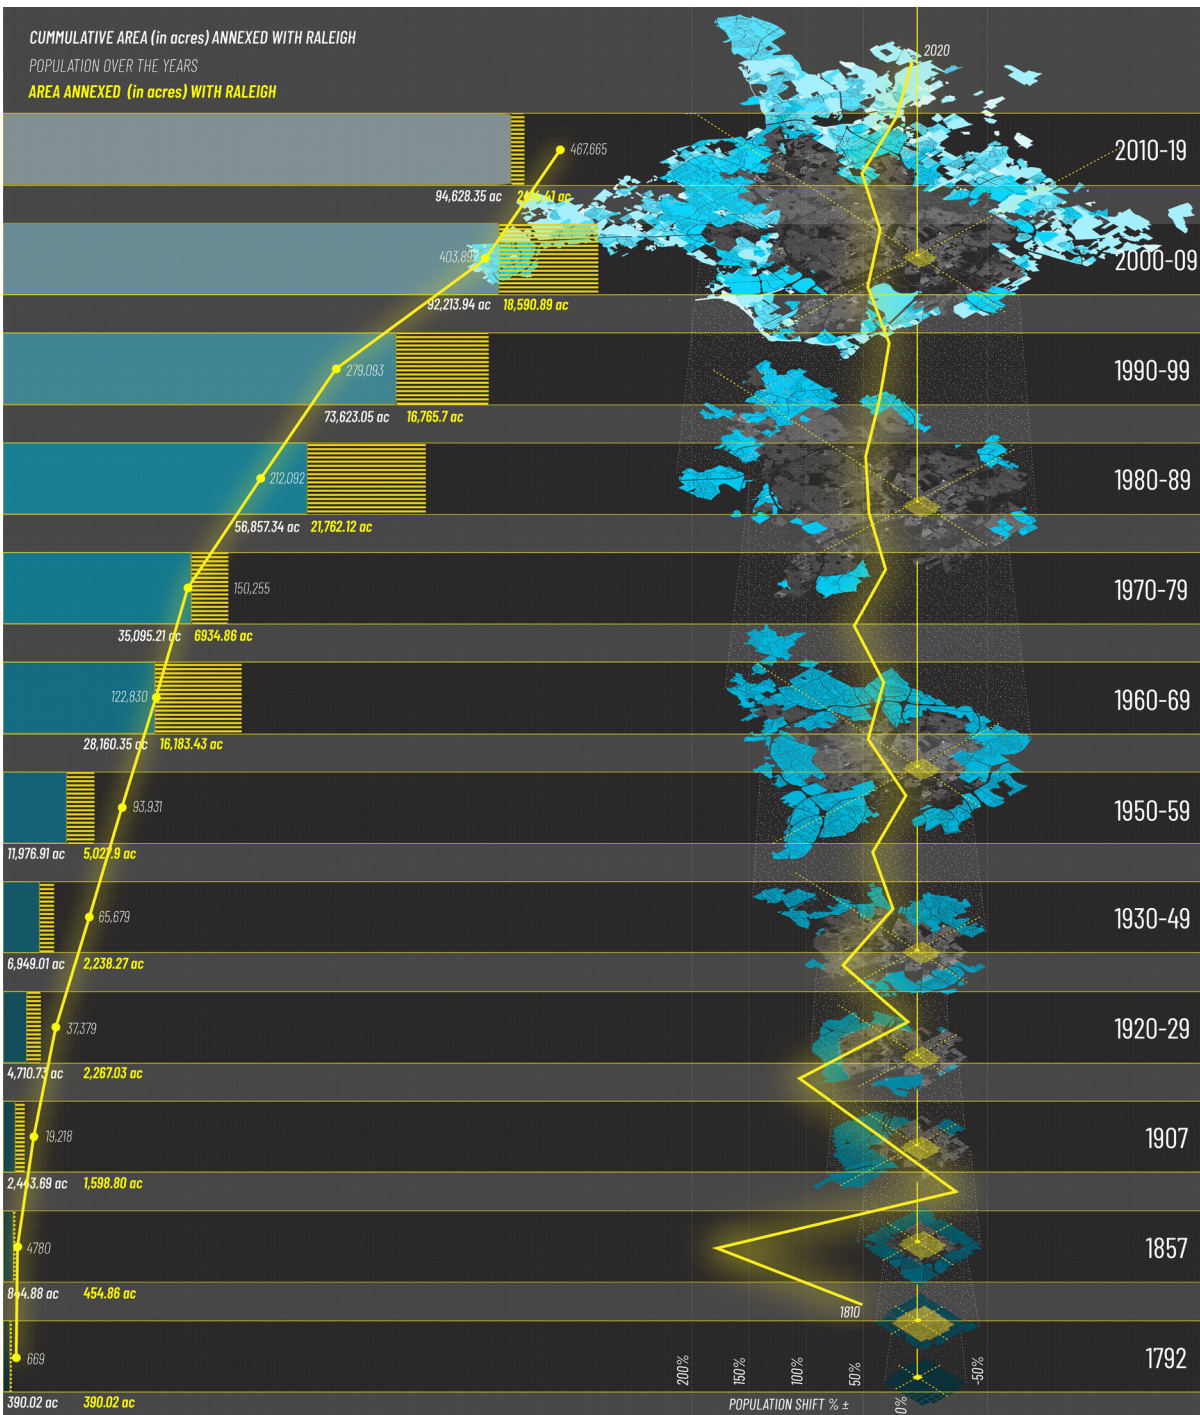 CUMMULATIVE AREA (in acres) ANNEXED WITH RALEIGH
POPULATION OVER THE YEARS
AREA ANNEXED (in acres) WITH RALEIGH
2020
467,665
2010-19
94,628.35 ac
403,892
2000-09
92,213.94 ac 18,590.89 ac
279,093
1990-99
73,623.05 ac 16,765.7 ac
212,092
1980-89
56,857.34 ac 21,762.12 ac
150,255
1970-79
35,095.21 ac 6934.86 ac
122,830
1960-69
28,160.35 ac 16,183.43 ac
93,931
1950-59
11,976.91 ac 5,027.9 ac
65,679
1930-49
6,949.01 ac 2,238.27 ac
37,379
1920-29
4,710.73 ac 2,267.03 ac
19,218
1907
2,443.69 ac 1,598.80 ac
4780
1857
844.88 ac 454.86 ac
1810
669
1792
200% 150% 100% 50% 0% -50%
390.02 ac 390.02 ac
POPULATION SHIFT % ±